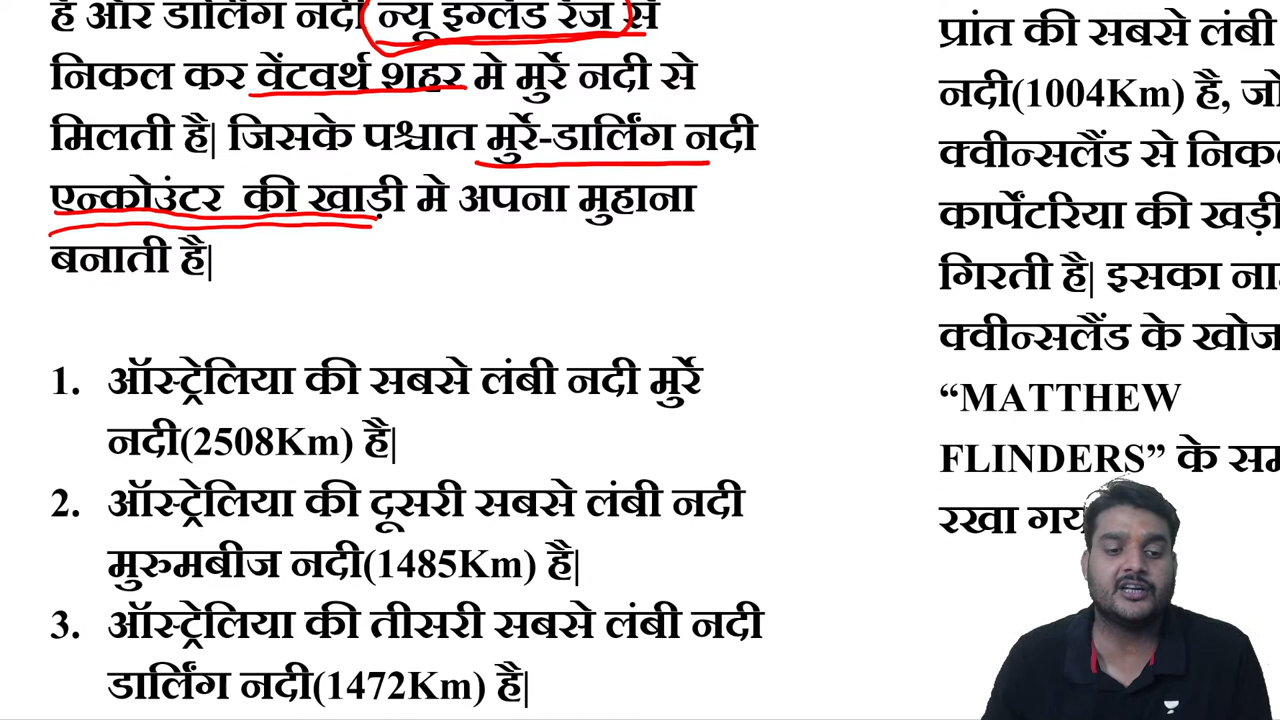 है और डार्लिंग नदी न्यू इंग्लैंड रेंज से
निकल कर वेंटवर्थ शहर मे मुर्रे नदी से
मिलती है| जिसके पश्चात मुर्रे-डार्लिंग नदी
एन्कोउंटर की खाड़ी मे अपना मुहाना
बनाती है|
1. ऑस्ट्रेलिया की सबसे लंबी नदी मुर्रे
नदी(2508Km) है|
2. ऑस्ट्रेलिया की दूसरी सबसे लंबी नदी
मुरुमबीज नदी(1485Km) है|
3. ऑस्ट्रेलिया की तीसरी सबसे लंबी नदी
डार्लिंग नदी(1472Km) है|
प्रांत की सबसे लंबी
नदी(1004Km) है, जो
क्वीन्सलैंड से
कार्पेंटरिया की खड़ी
गिरती है| इसका
क्वीन्सलैंड के
“MATTHEW
FLINDERS” के
रखा